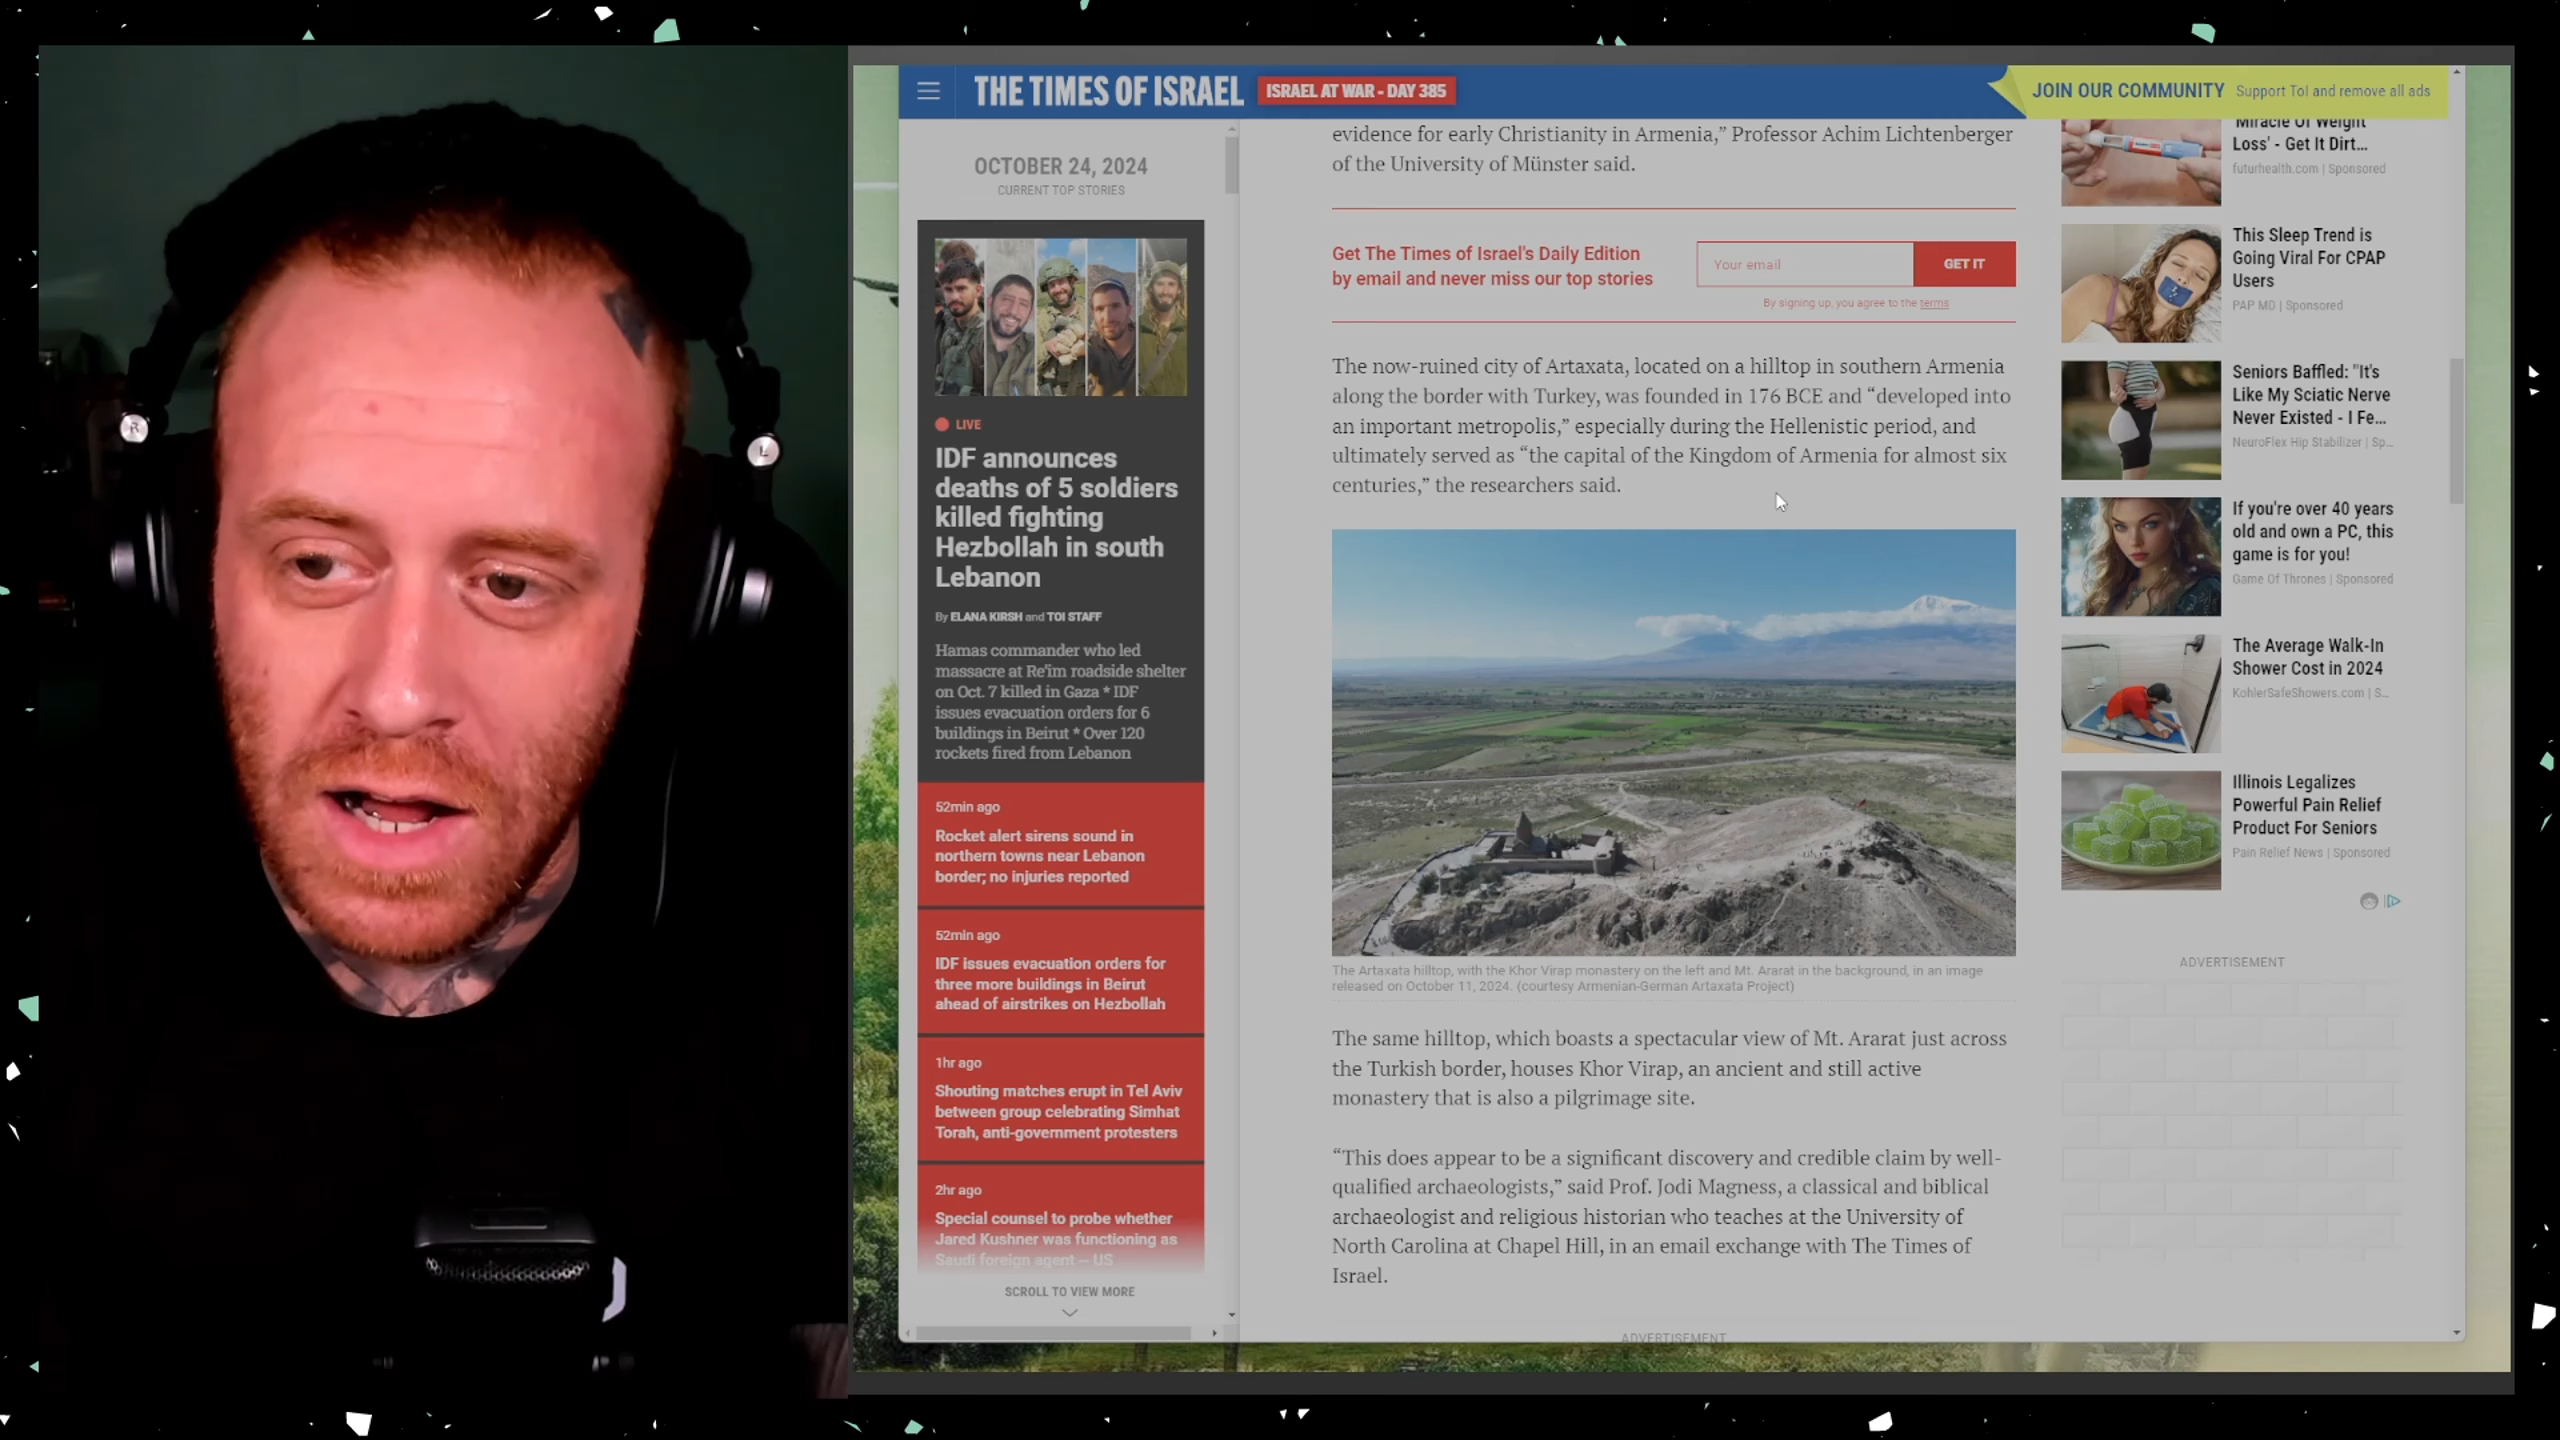 R
L
THE TIMES OF ISRAEL
ISRAEL AT WAR - DAY 385
JOIN OUR COMMUNITY Support ToI and remove all ads
OCTOBER 24, 2024
CURRENT TOP STORIES
LIVE
IDF announces
deaths of 5 soldiers
killed fighting
Hezbollah in south
Lebanon
By ELANA KIRSH and TOI STAFF
Hamas commander who led
massacre at Re'im roadside shelter
on Oct. 7 killed in Gaza * IDF
issues evacuation orders for 6
buildings in Beirut * Over 120
rockets fired from Lebanon
52min ago
Rocket alert sirens sound in
northern towns near Lebanon
border; no injuries reported
52min ago
IDF issues evacuation orders for
three more buildings in Beirut
ahead of airstrikes on Hezbollah
1hr ago
Shouting matches erupt in Tel Aviv
between group celebrating Simhat
Torah, anti-government protesters
2hr ago
Special counsel to probe whether
Jared Kushner was functioning as
Saudi foreign agent – US
SCROLL TO VIEW MORE
evidence for early Christianity in Armenia,” Professor Achim Lichtenberger
of the University of Münster said.
Get The Times of Israel's Daily Edition
by email and never miss our top stories
Your email
GET IT
By signing up, you agree to the terms
The now-ruined city of Artaxata, located on a hilltop in southern Armenia
along the border with Turkey, was founded in 176 BCE and “developed into
an important metropolis,” especially during the Hellenistic period, and
ultimately served as “the capital of the Kingdom of Armenia for almost six
centuries,” the researchers said.
The Artaxata hilltop, with the Khor Virap monastery on the left and Mt. Ararat in the background, in an image
released on October 11, 2024. (courtesy Armenian-German Artaxata Project)
The same hilltop, which boasts a spectacular view of Mt. Ararat just across
the Turkish border, houses Khor Virap, an ancient and still active
monastery that is also a pilgrimage site.
“This does appear to be a significant discovery and credible claim by well-
qualified archaeologists,” said Prof. Jodi Magness, a classical and biblical
archaeologist and religious historian who teaches at the University of
North Carolina at Chapel Hill, in an email exchange with The Times of
Israel.
ADVERTISEMENT
'Miracle Of Weight
Loss' - Get It Dirt...
futurhealth.com | Sponsored
This Sleep Trend is
Going Viral For CPAP
Users
PAP MD | Sponsored
Seniors Baffled: "It's
Like My Sciatic Nerve
Never Existed - I Fe...
NeuroFlex Hip Stabilizer | Sp...
If you're over 40 years
old and own a PC, this
game is for you!
Game Of Thrones | Sponsored
The Average Walk-In
Shower Cost in 2024
KohlerSafeShowers.com | S...
Illinois Legalizes
Powerful Pain Relief
Product For Seniors
Pain Relief News | Sponsored
ADVERTISEMENT